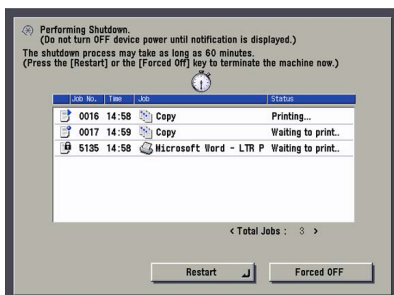 Performing Shutdown.
(Do not turn OFF device power until notification is displayed.)
The shutdown process may take as long as 60 minutes.
(Press the [Restart] or the [Forced Off] key to terminate the machine now.)
Job No. Time Job Status
0016 14:58 Copy Printing...
0017 14:59 Copy Waiting to print..
5135 14:58 Microsoft Word - LTR P Waiting to print..
< Total Jobs : 3 >
Restart Forced OFF